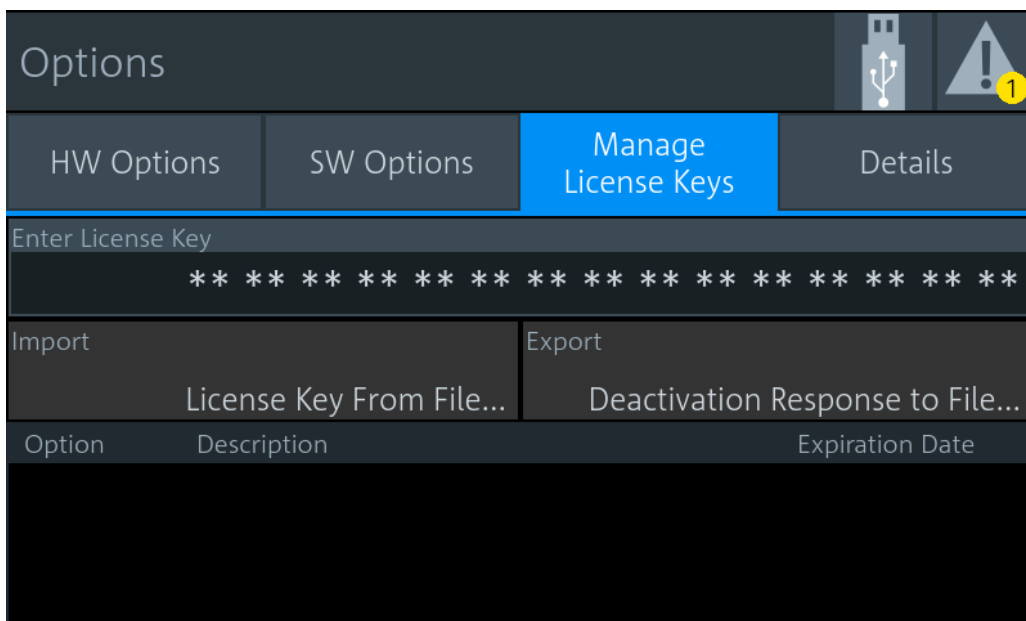 Options
1
HW Options
SW Options
Manage
License Keys
Details
Enter License Key
** ** ** ** ** ** ** ** ** ** ** ** ** ** **
Import
Export
License Key From File...
Deactivation Response to File...
Option
Description
Expiration Date